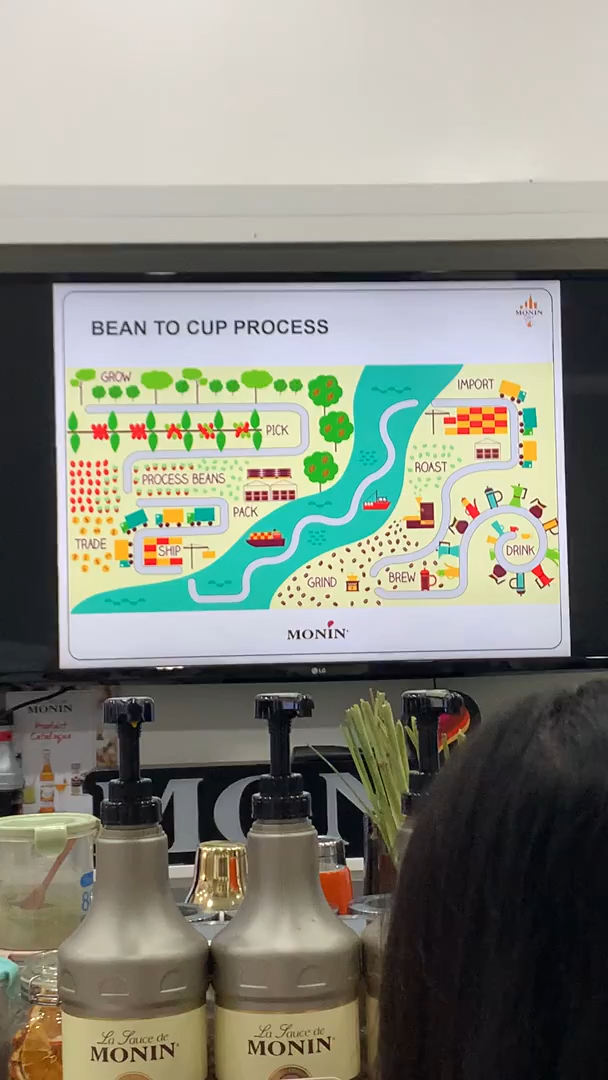 MONIN
BEAN TO CUP PROCESS
GROW
PICK
PROCESS BEANS
PACK
TRADE
SHIP
IMPORT
ROAST
GRIND
BREW
DRINK
MONIN
LG
MONIN
Product
Catalogue
MON
La Sauce de
MONIN
La Sauce de
MONIN